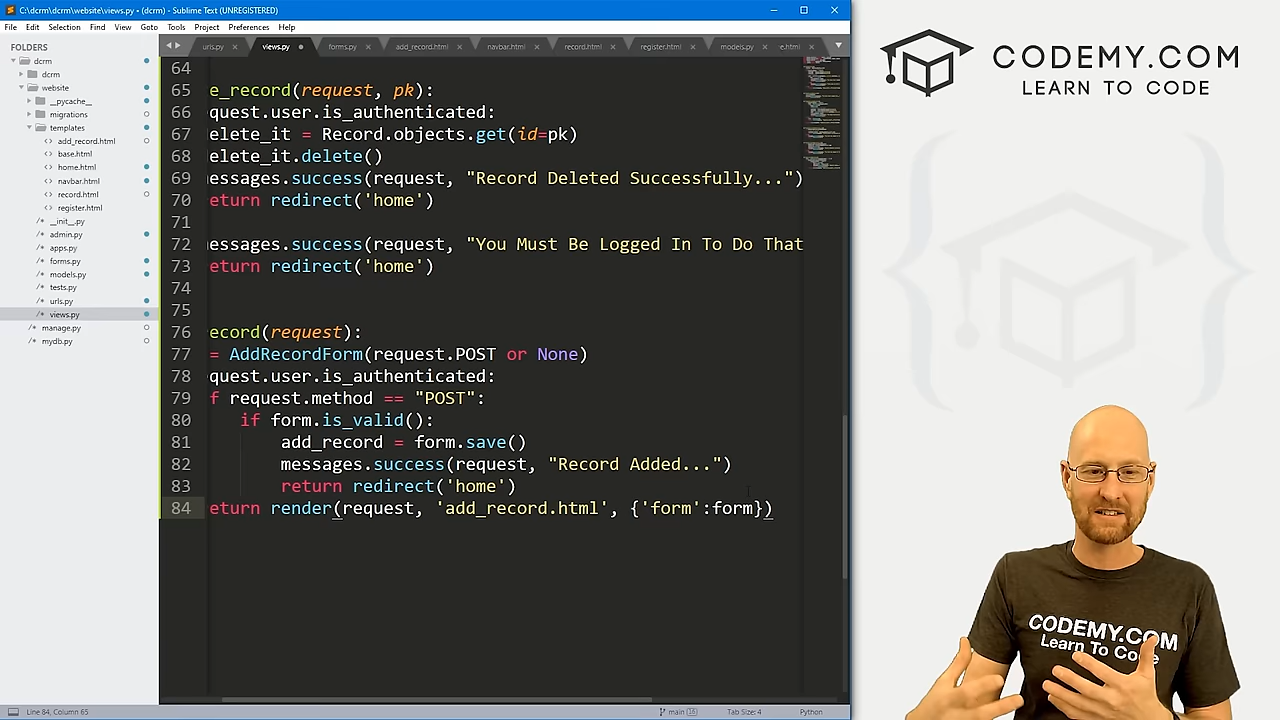 C:\dcrm\dcrm\website\views.py • (dcrm) - Sublime Text (UNREGISTERED)
File Edit Selection Find View Goto Tools Project Preferences Help
FOLDERS
dcrm
dcrm
website
__pycache__
migrations
templates
add_record.html
base.html
home.html
navbar.html
record.html
register.html
__init__.py
admin.py
apps.py
forms.py
models.py
tests.py
urls.py
views.py
manage.py
mydb.py
urls.py views.py forms.py add_record.html navbar.html record.html register.html models.py e.html
64
65 e_record(request, pk):
66 quest.user.is_authenticated:
67 elete_it = Record.objects.get(id=pk)
68 elete_it.delete()
69 essages.success(request, "Record Deleted Successfully...")
70 eturn redirect('home')
71
72 essages.success(request, "You Must Be Logged In To Do That
73 eturn redirect('home')
74
75
76 ecord(request):
77 = AddRecordForm(request.POST or None)
78 quest.user.is_authenticated:
79 f request.method == "POST":
80 if form.is_valid():
81 add_record = form.save()
82 messages.success(request, "Record Added...")
83 return redirect('home')
84 eturn render(request, 'add_record.html', {'form':form})
Line 84, Column 65
main 16
Tab Size: 4
Python
CODEMY.COM
LEARN TO CODE
CODEMY.COM
Learn To Code